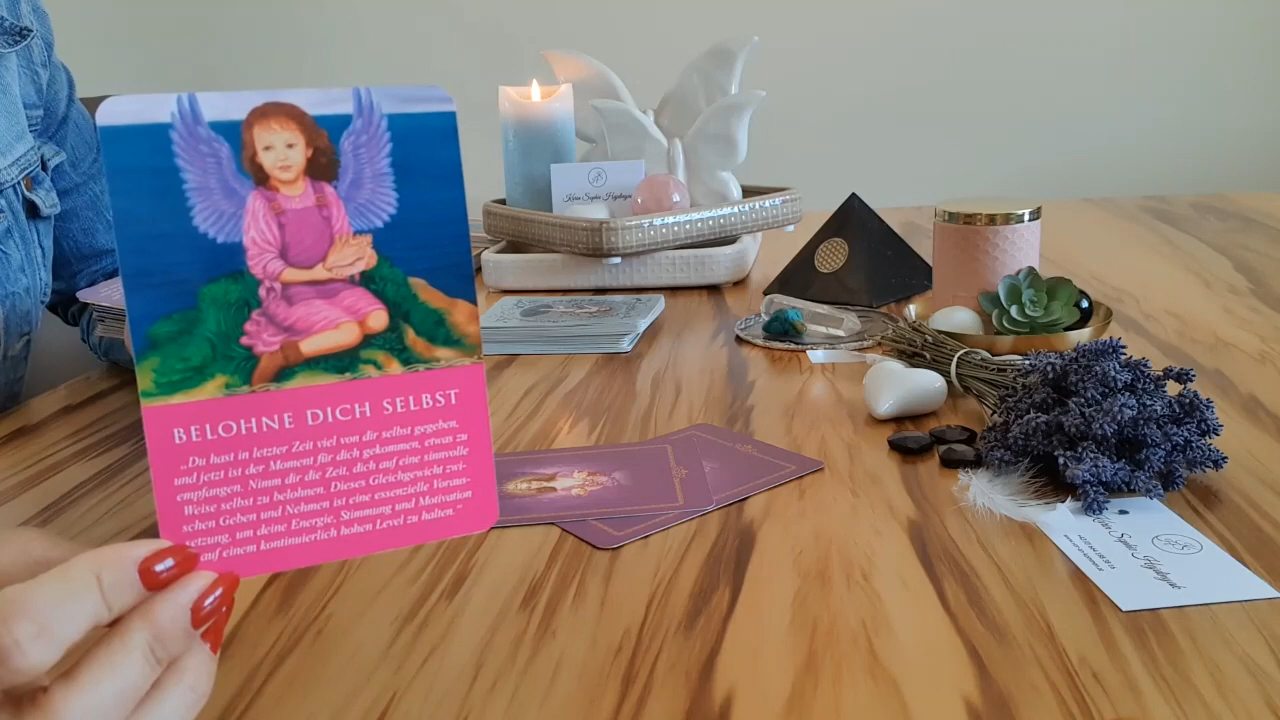 BELOHNE DICH SELBST
„Du hast in letzter Zeit viel von dir selbst gegeben,
und jetzt ist der Moment für dich gekommen, etwas zu
empfangen. Nimm dir die Zeit, dich auf eine sinnvolle
Weise selbst zu belohnen. Dieses Gleichgewicht zwi-
schen Geben und Nehmen ist eine essenzielle Voraus-
setzung, um deine Energie, Stimmung und Motivation
auf einem kontinuierlich hohen Level zu halten.“
Sophie
Sophie